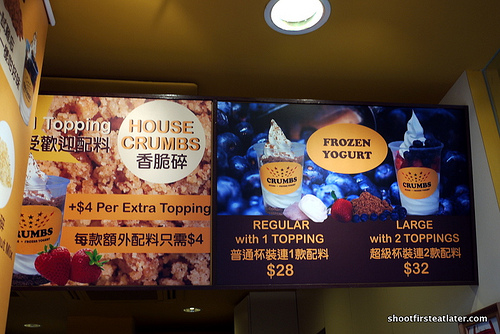 Topping
受歡迎配料
HOUSE
CRUMBS
香脆碎
+$4 Per Extra Topping
每款額外配料只需$4
CRUMBS
FROZEN
YOGURT
CRUMBS
CRUMBS
REGULAR
with 1 TOPPING
普通杯裝連1款配料
$28
LARGE
with 2 TOPPINGS
超級杯裝連2款配料
$32
shootfirsteatlater.com